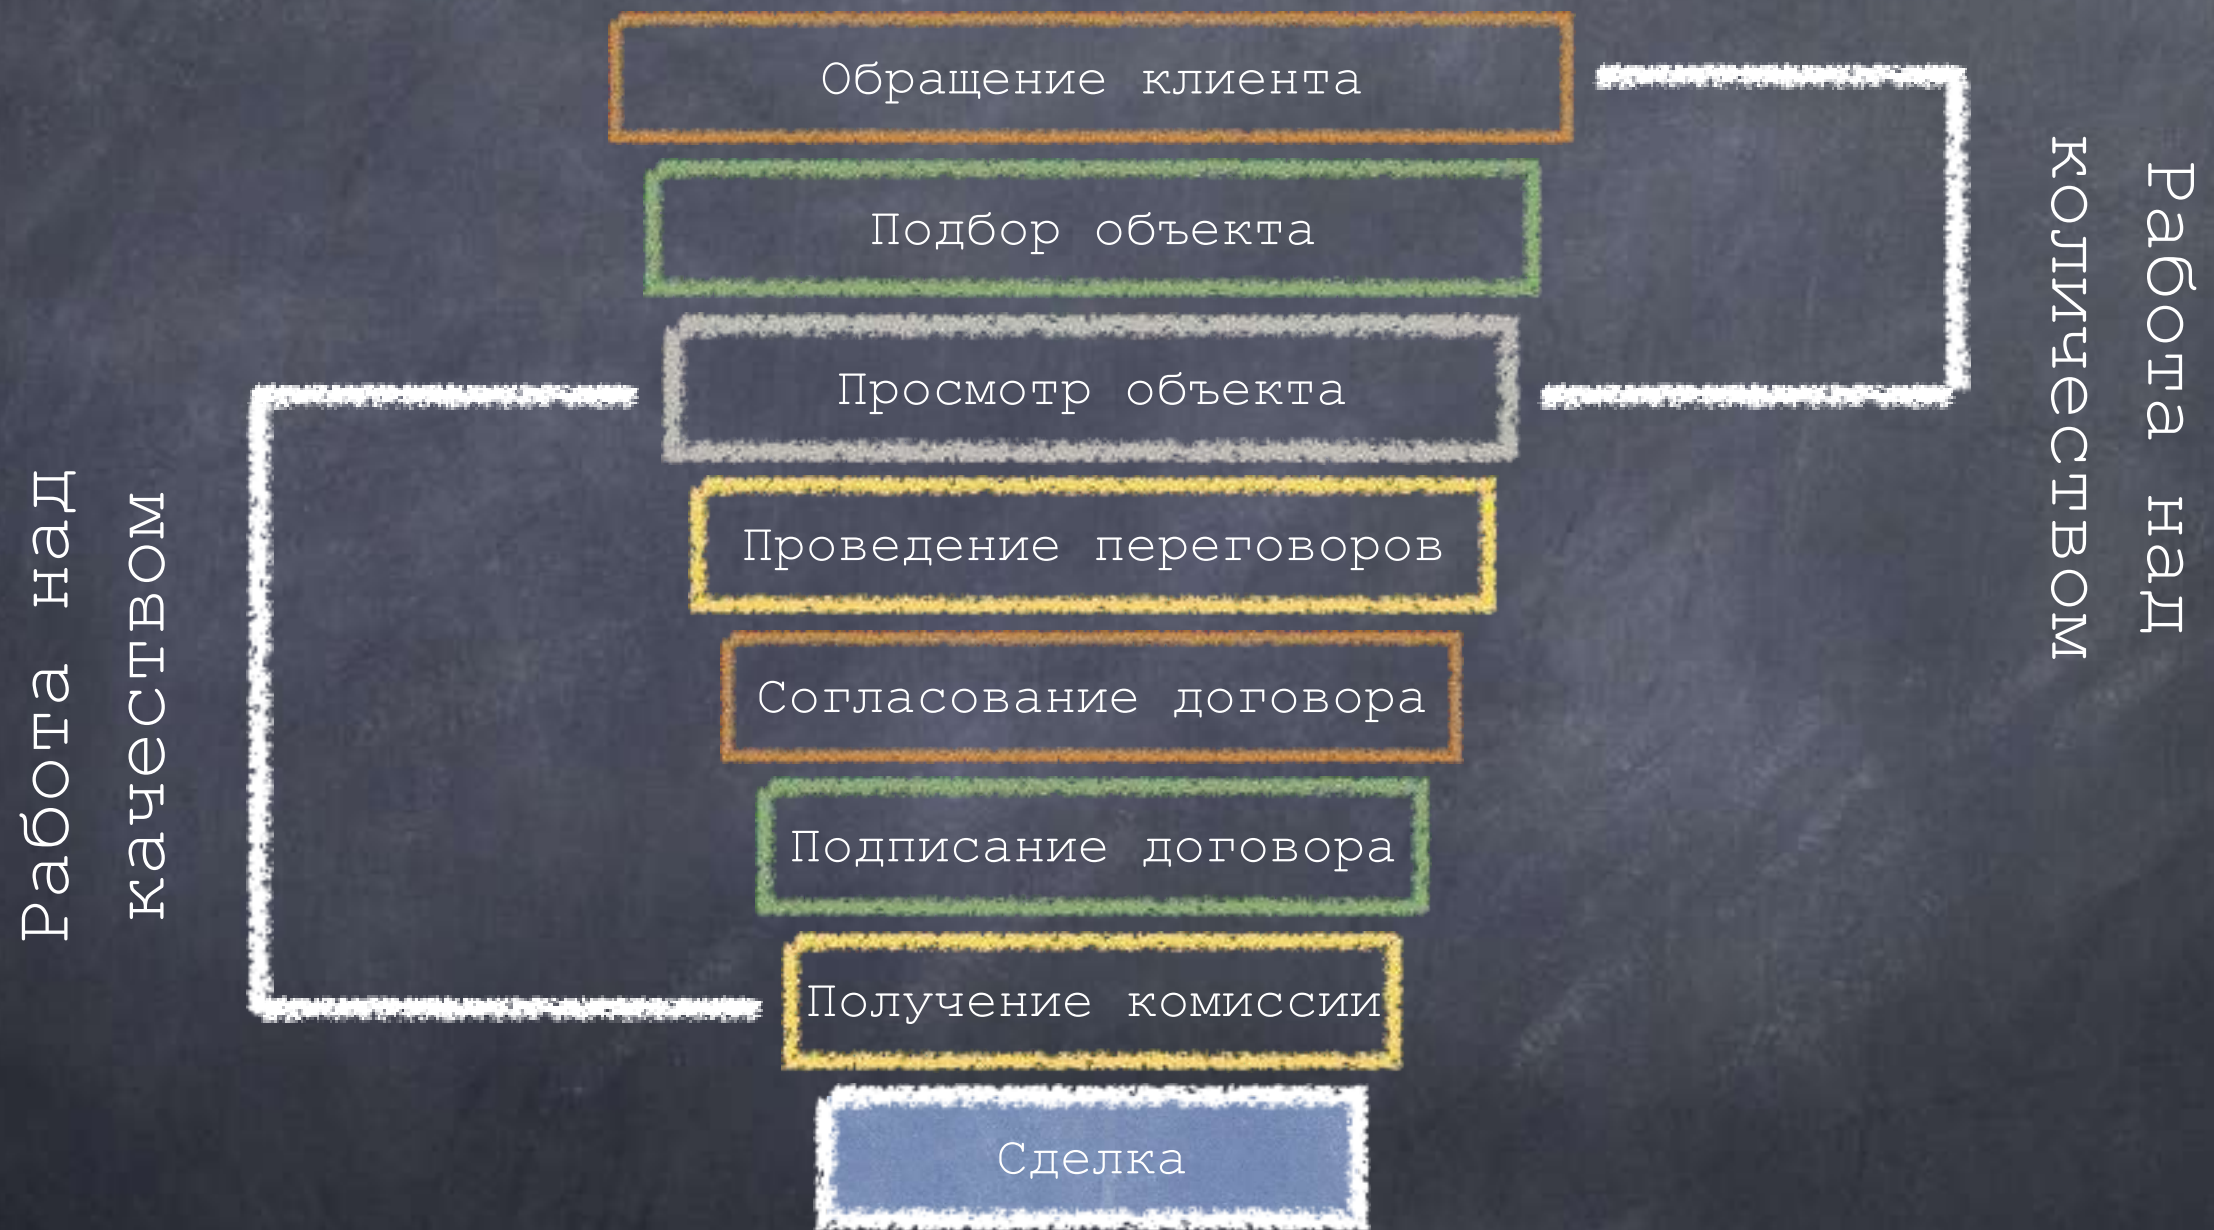 Обращение клиента
Подбор объекта
Просмотр объекта
Проведение переговоров
Согласование договора
Подписание договора
Получение комиссии
Сделка
Работа над
качеством
Работа над
количеством